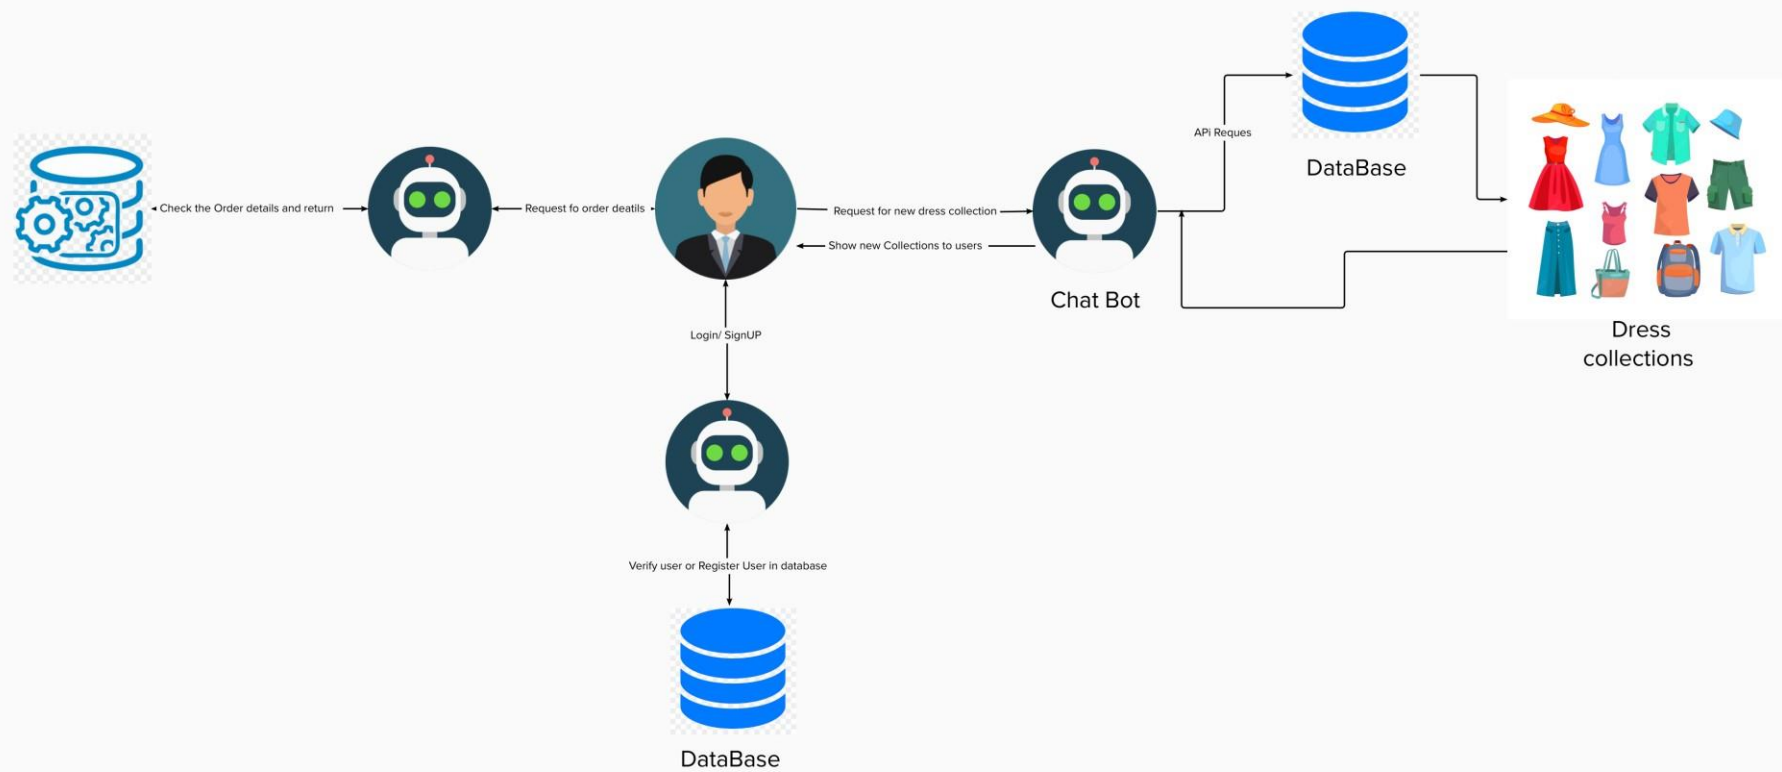 APi Reques
DataBase
Check the Order details and return
Request fo order deatils
Request for new dress collection
Show new Collections to users
Chat Bot
Dress
collections
Login/ SignUP
Verify user or Register User in database
DataBase